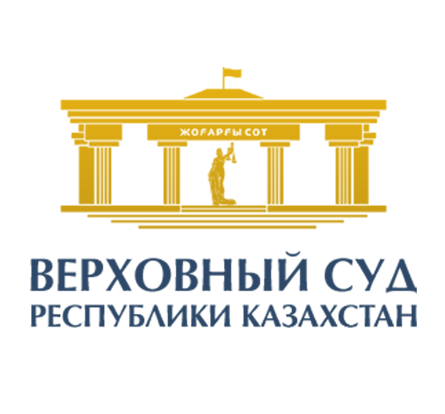 ЖОҒАРҒЫ СОТ
ВЕРХОВНЫЙ СУД
РЕСПУБЛИКИ КАЗАХСТАН